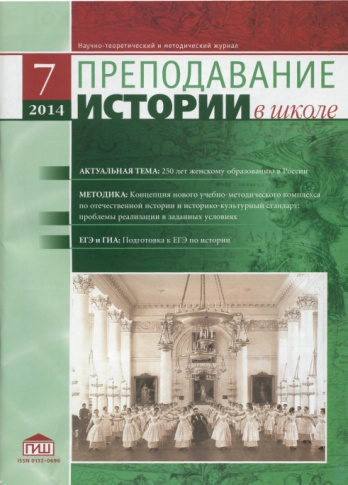 Научно-теоретический и методический журнал
7
2014
ПРЕПОДАВАНИЕ
ИСТОРИИ в школе
АКТУАЛЬНАЯ ТЕМА: 250 лет женскому образованию в России
МЕТОДИКА: Концепция нового учебно-методического комплекса
по отечественной истории и историко-культурный стандарт:
проблемы реализации в заданных условиях
ЕГЭ и ГИА: Подготовка к ЕГЭ по истории
ПИШ
ISSN 0132-0696